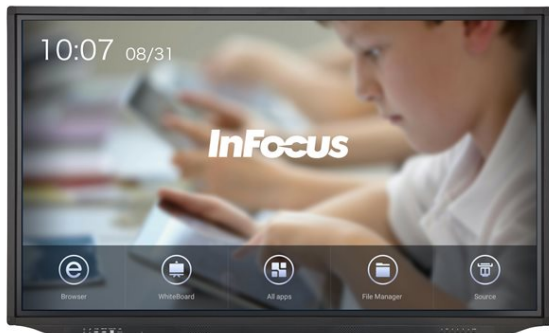 10:07 08/31
InFocus
Browser
WhiteBoard
All apps
File Manager
Source